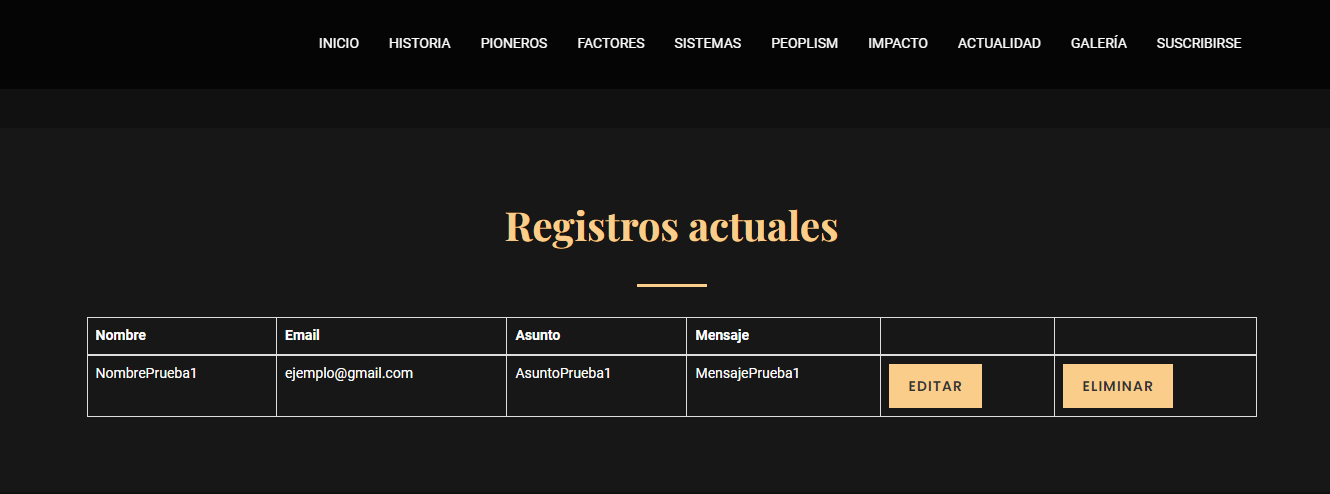 INICIO HISTORIA PIONEROS FACTORES SISTEMAS PEOPLISM IMPACTO ACTUALIDAD GALERÍA SUSCRIBIRSE
Registros actuales
Nombre Email Asunto Mensaje
NombrePrueba1 ejemplo@gmail.com AsuntoPrueba1 MensajePrueba1 EDITAR ELIMINAR